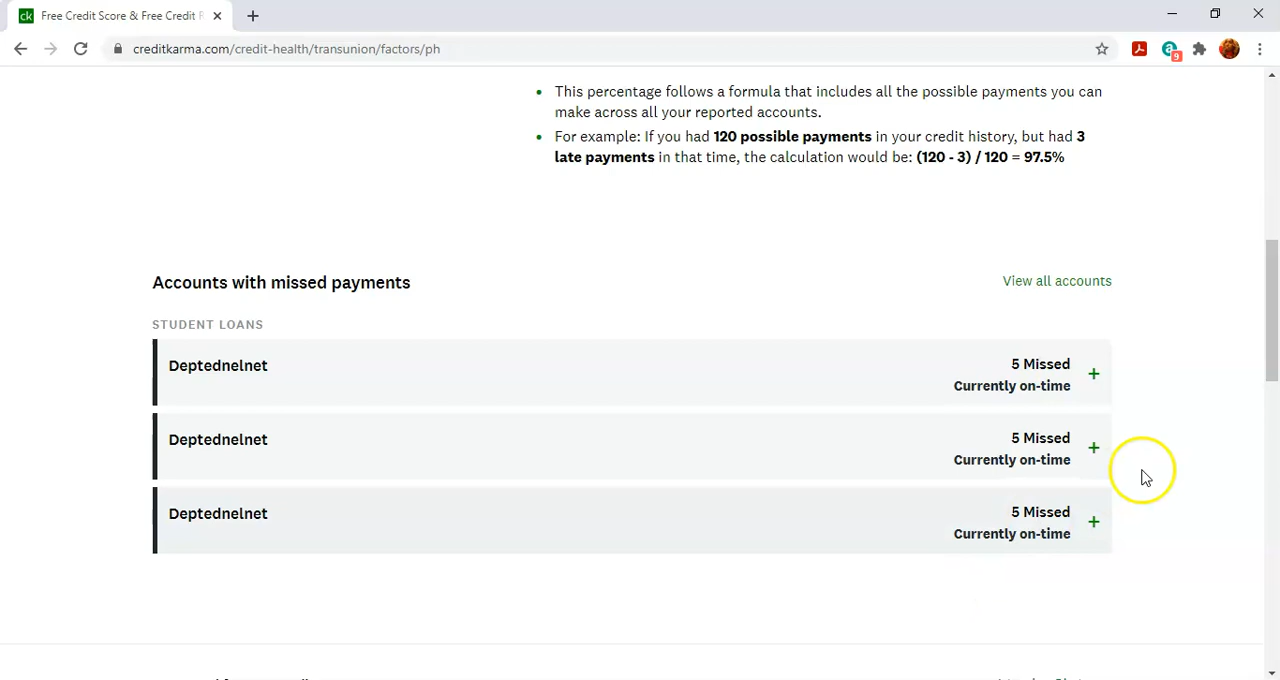 Free Credit Score & Free Credit R
creditkarma.com/credit-health/transunion/factors/ph
9
This percentage follows a formula that includes all the possible payments you can
make across all your reported accounts.
For example: If you had 120 possible payments in your credit history, but had 3
late payments in that time, the calculation would be: (120 - 3) / 120 = 97.5%
Accounts with missed payments
View all accounts
STUDENT LOANS
Deptednelnet
5 Missed
Currently on-time
Deptednelnet
5 Missed
Currently on-time
Deptednelnet
5 Missed
Currently on-time